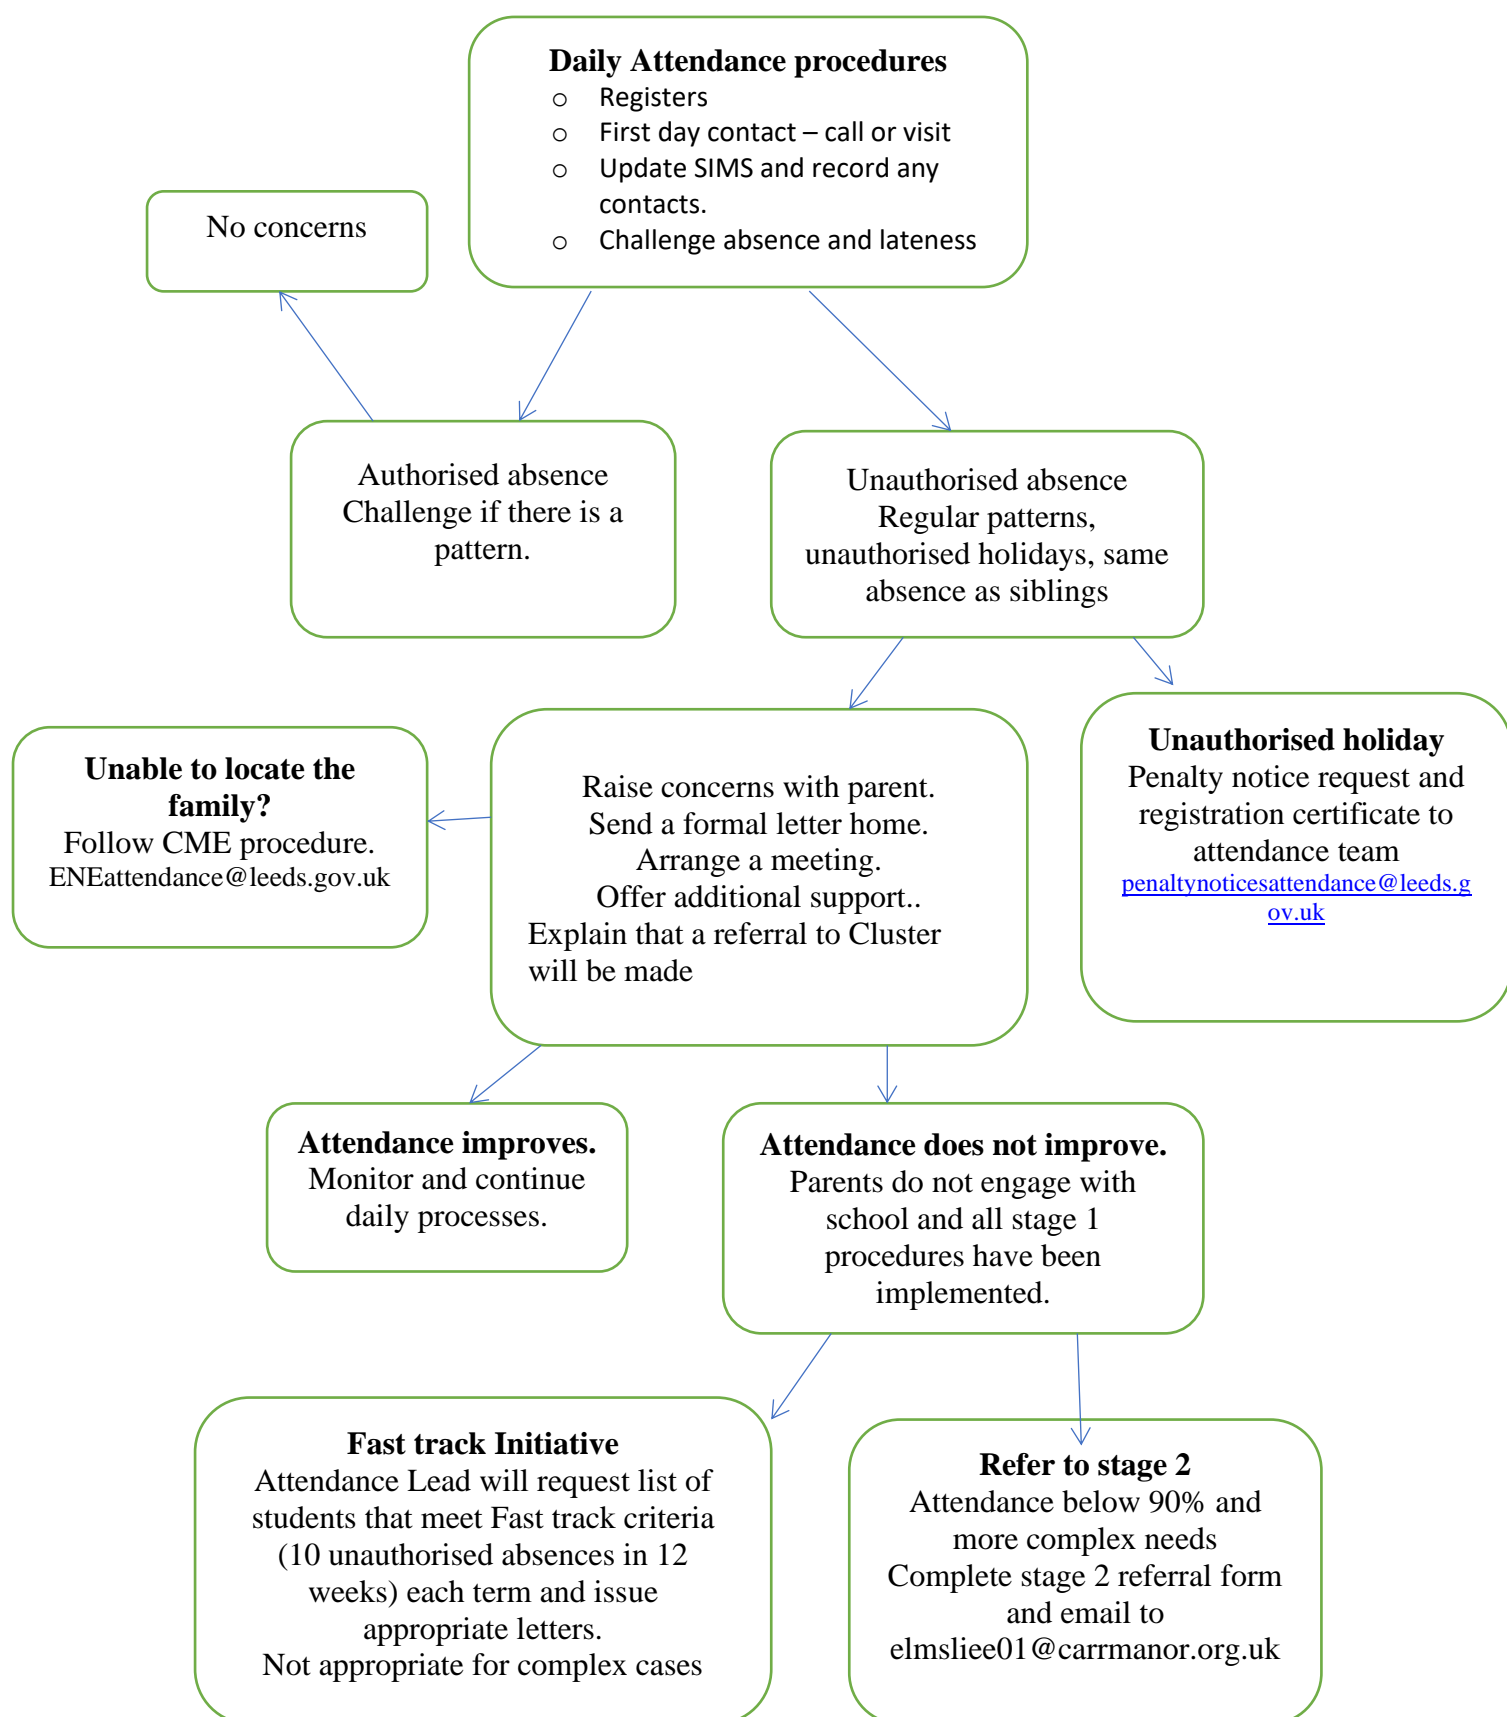 Daily Attendance procedures
o Registers
o First day contact – call or visit
o Update SIMS and record any
contacts.
o Challenge absence and lateness
No concerns
Authorised absence
Challenge if there is a
pattern.
Unauthorised absence
Regular patterns,
unauthorised holidays, same
absence as siblings
Unable to locate the
family?
Follow CME procedure.
ENEattendance@leeds.gov.uk
Raise concerns with parent.
Send a formal letter home.
Arrange a meeting.
Offer additional support..
Explain that a referral to Cluster
will be made
Unauthorised holiday
Penalty notice request and
registration certificate to
attendance team
penaltynoticesattendance@leeds.g
ov.uk
Attendance improves.
Monitor and continue
daily processes.
Attendance does not improve.
Parents do not engage with
school and all stage 1
procedures have been
implemented.
Fast track Initiative
Attendance Lead will request list of
students that meet Fast track criteria
(10 unauthorised absences in 12
weeks) each term and issue
appropriate letters.
Not appropriate for complex cases
Refer to stage 2
Attendance below 90% and
more complex needs
Complete stage 2 referral form
and email to
elmsliee01@carrmanor.org.uk